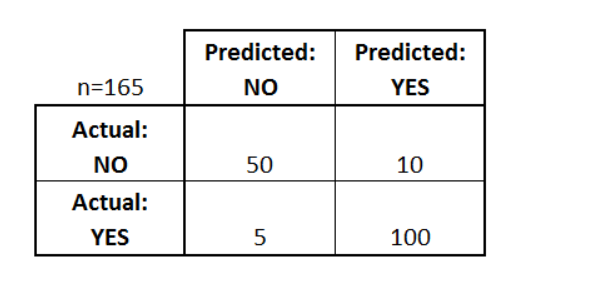 Predicted: Predicted:
n=165 NO YES
Actual:
NO 50 10
Actual:
YES 5 100